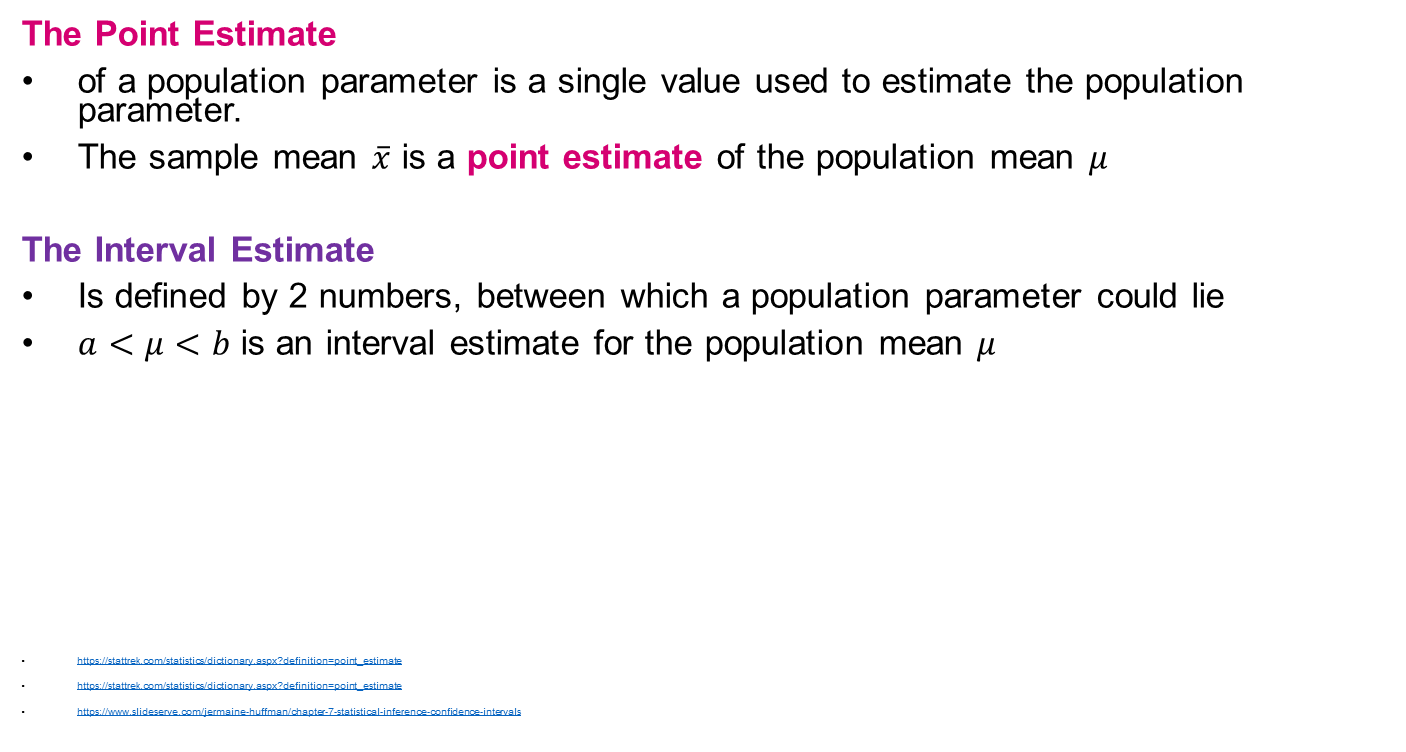 The Point Estimate
• of a population parameter is a single value used to estimate the population
parameter.
• The sample mean x̄ is a point estimate of the population mean μ
The Interval Estimate
• Is defined by 2 numbers, between which a population parameter could lie
• a < μ < b is an interval estimate for the population mean μ
• https://stattrek.com/statistics/dictionary.aspx?definition=point_estimate
• https://stattrek.com/statistics/dictionary.aspx?definition=point_estimate
• https://www.slideserve.com/jermaine-huffman/chapter-7-statistical-inference-confidence-intervals